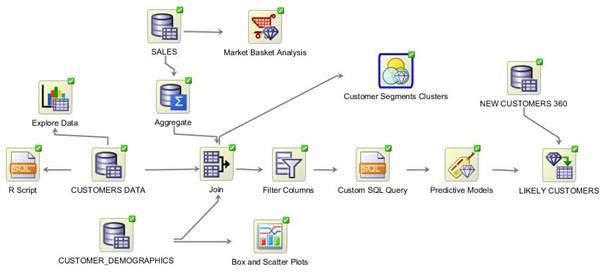 SALES
Market Basket Analysis
Customer Segments Clusters
NEW CUSTOMERS 360
Explore Data
Aggregate
SQL
R Script
CUSTOMERS DATA
Join
Filter Columns
SQL
Custom SQL Query
Predictive Models
LIKELY CUSTOMERS
CUSTOMER_DEMOGRAPHICS
Box and Scatter Plots